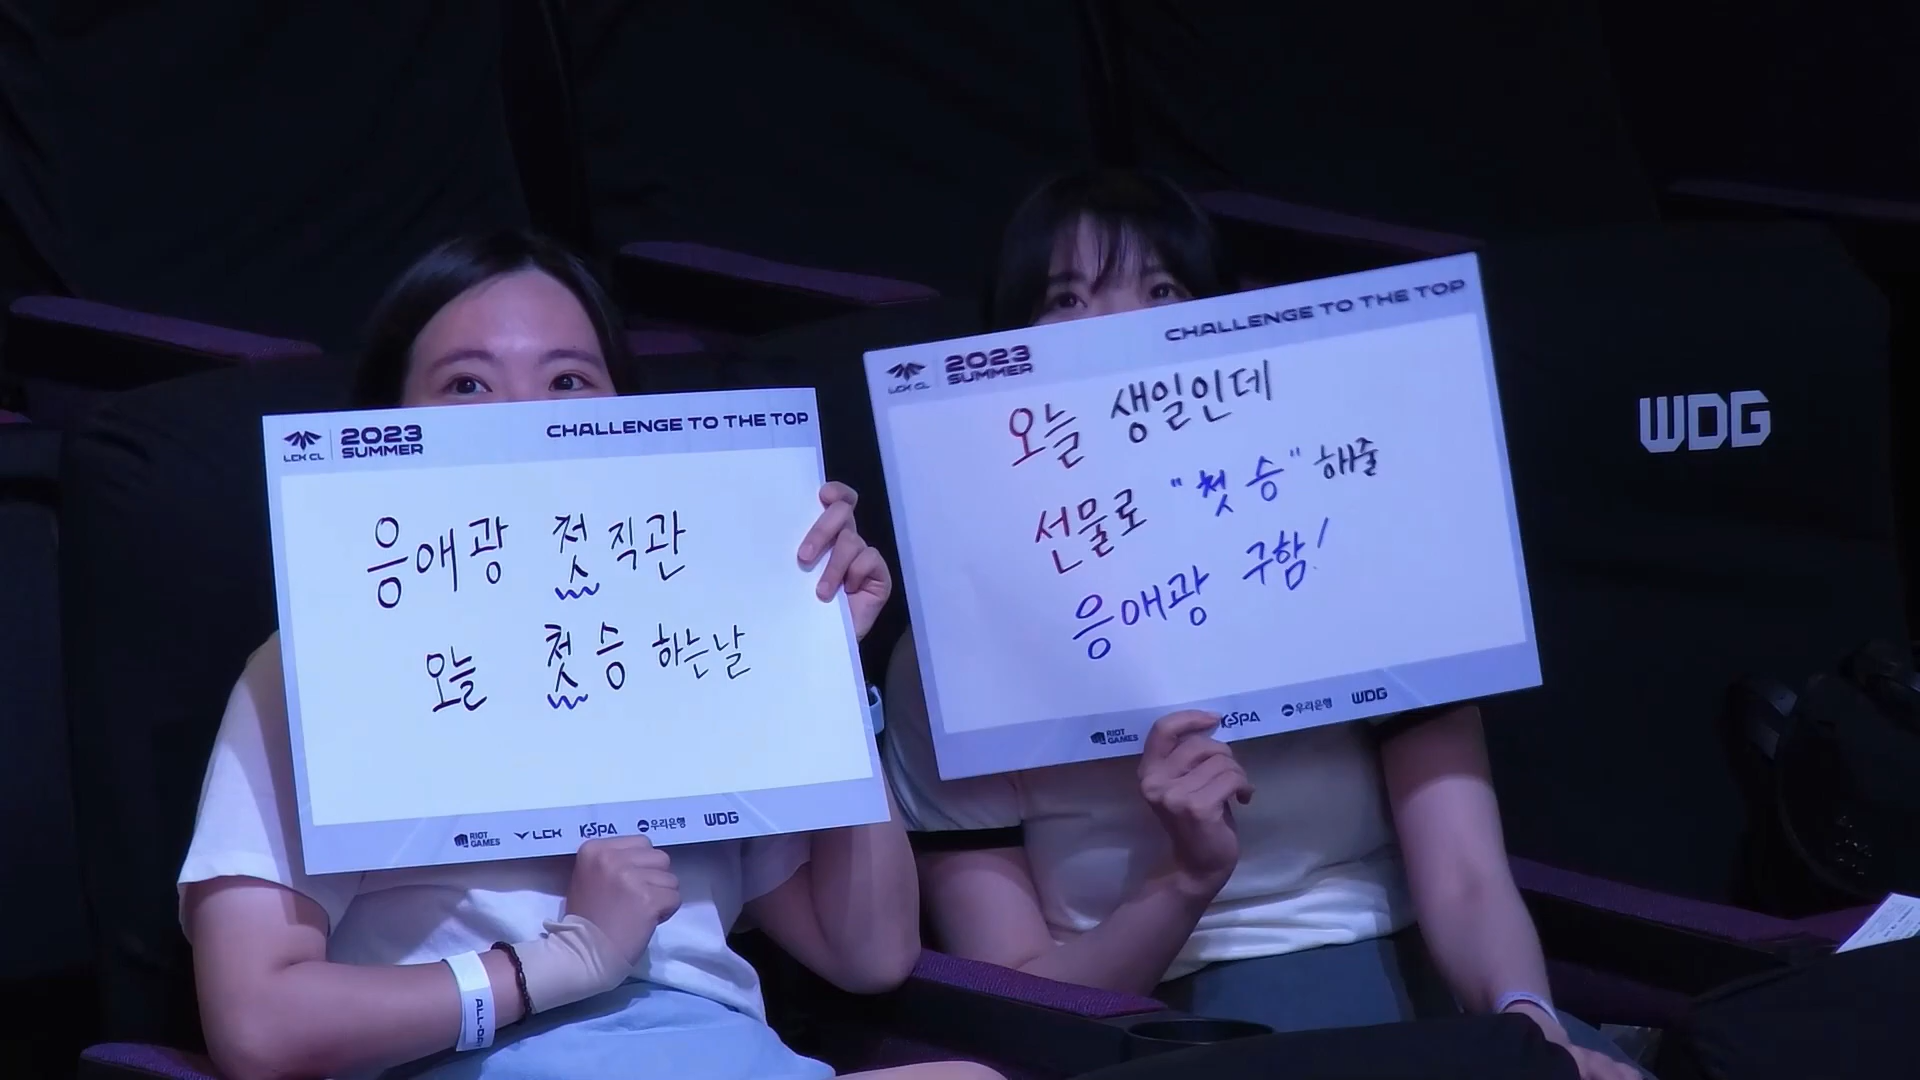 LCK CL
2023
SUMMER
CHALLENGE TO THE TOP
응애광 첫 직관
오늘 첫승 하는날
RIOT
GAMES
LCK
KeSPA
우리은행
WDG
LCK CL
2023
SUMMER
CHALLENGE TO THE TOP
오늘 생일인데
선물로 "첫승" 해줄
응애광 구함!
RIOT
GAMES
KeSPA
우리은행
WDG
WDG